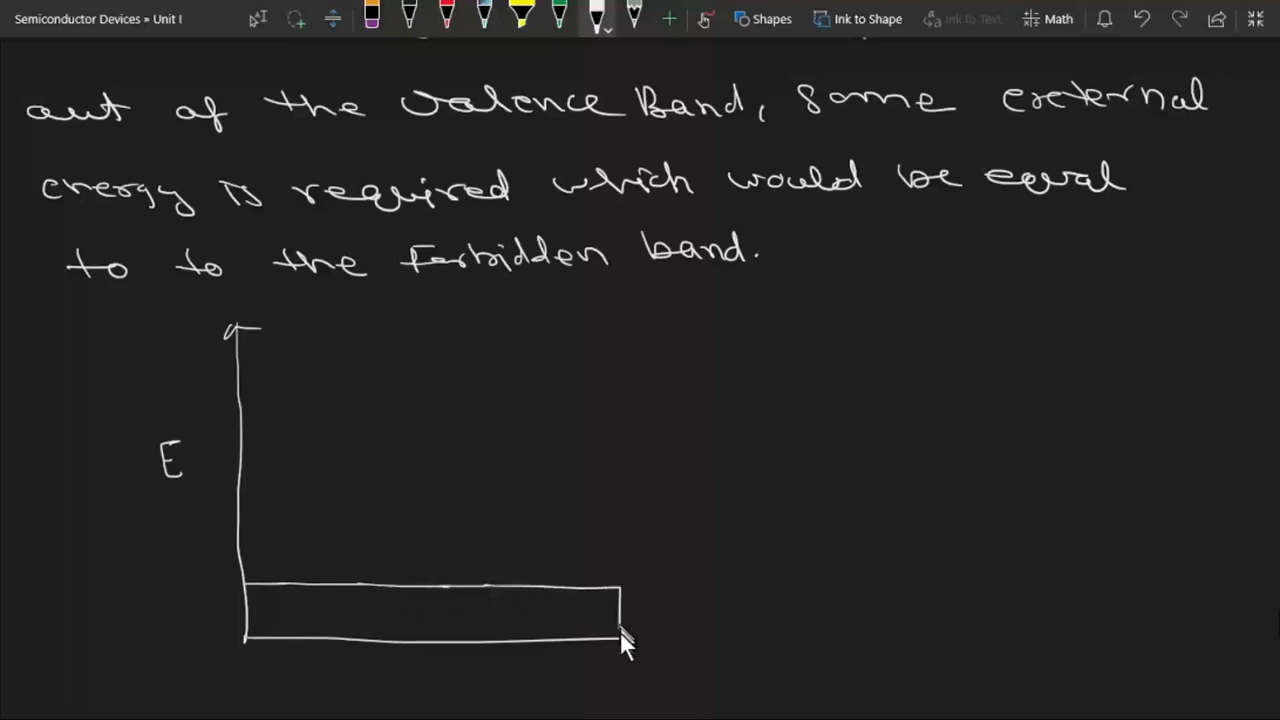 Semiconductor Devices » Unit I
Shapes
Ink to Shape
Ink to Text
Math
out of the Valence Band, some external
energy is required which would be equal
to to the Forbidden band.
E